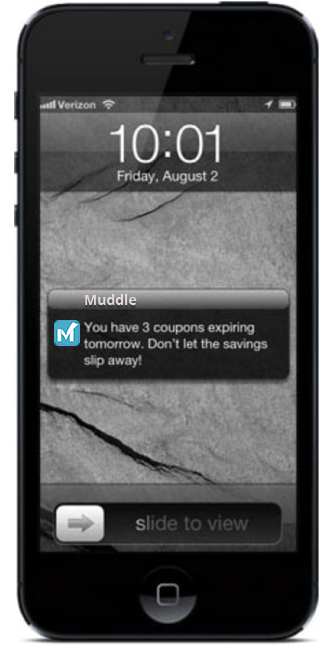 Verizon
10:01
Friday, August 2
Muddle
You have 3 coupons expiring
tomorrow. Don't let the savings
slip away!
slide to view